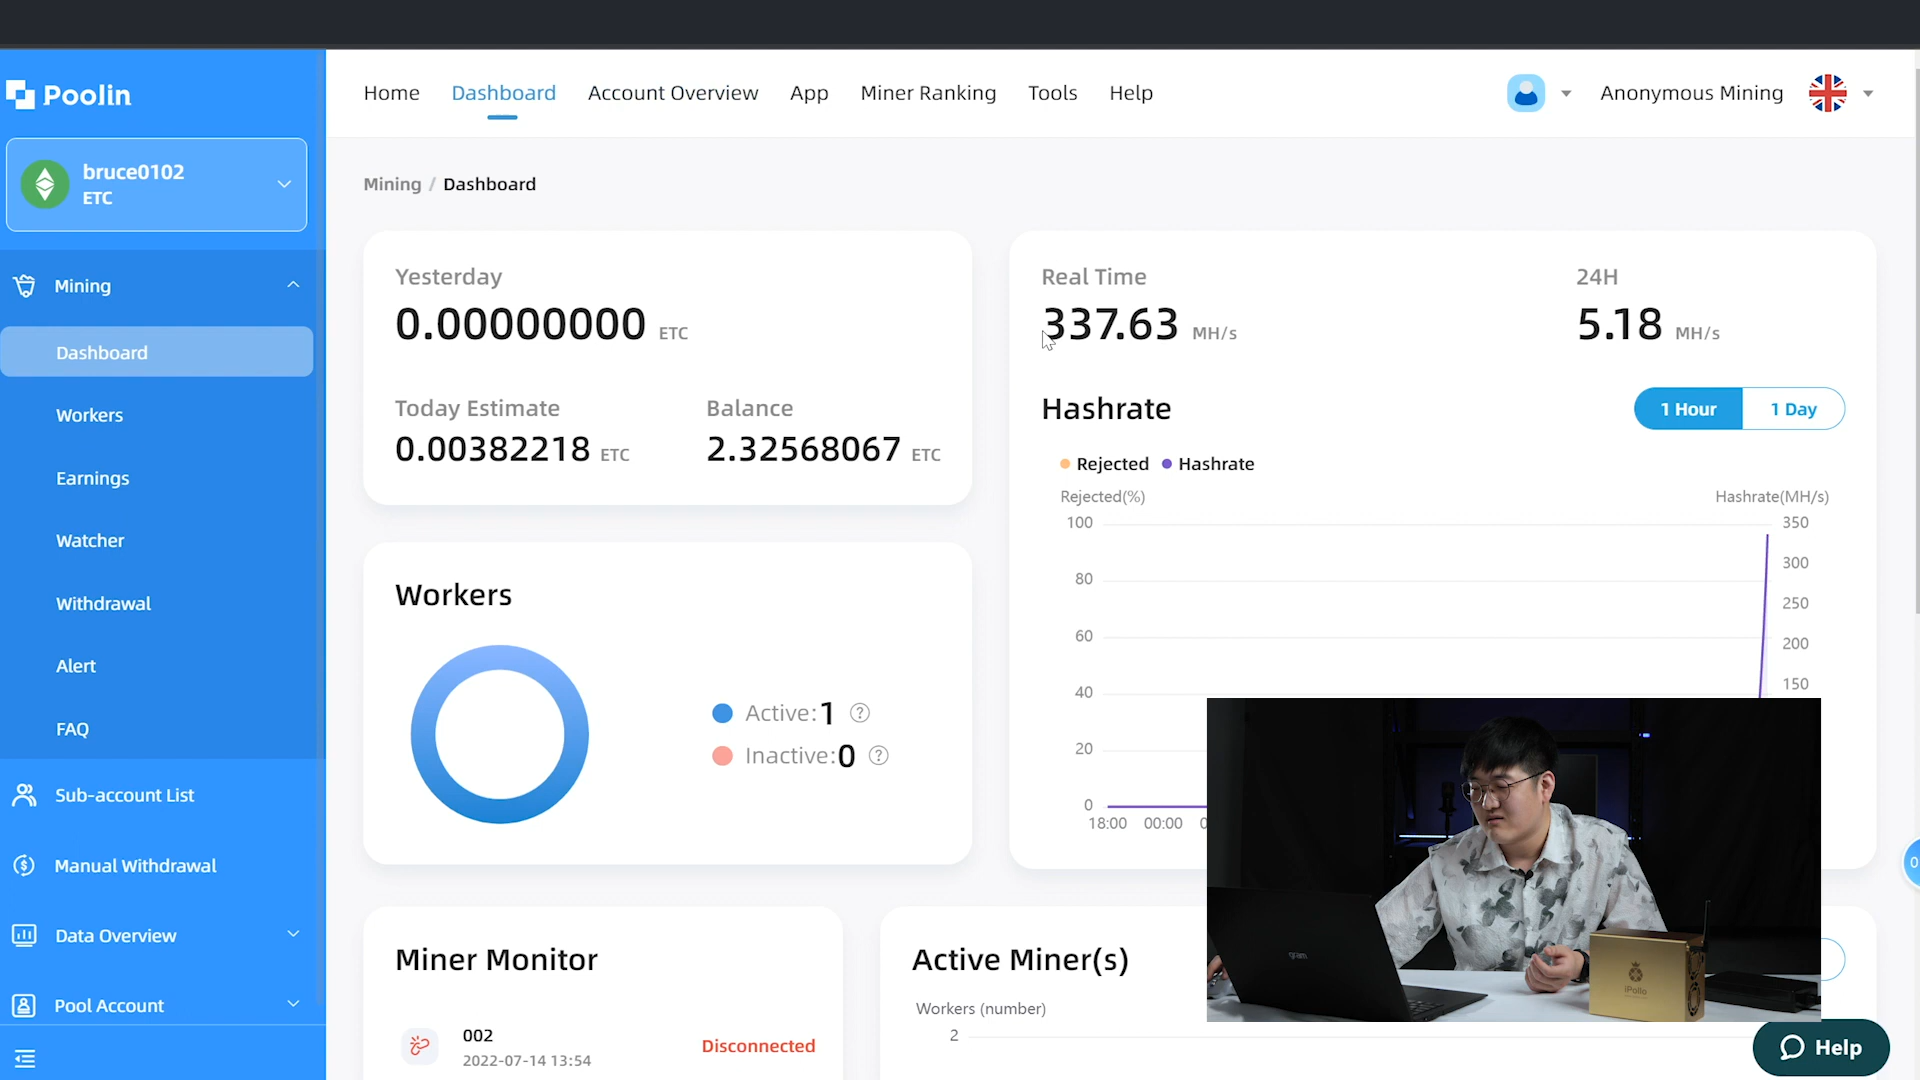 Poolin
Home Dashboard Account Overview App Miner Ranking Tools Help
Anonymous Mining
bruce0102
ETC
Mining
Dashboard
Workers
Earnings
Watcher
Withdrawal
Alert
FAQ
Sub-account List
Manual Withdrawal
Data Overview
Pool Account
Mining / Dashboard
Yesterday
0.00000000 ETC
Today Estimate
0.00382218 ETC
Balance
2.32568067 ETC
Real Time
337.63 MH/s
24H
5.18 MH/s
Hashrate
1 Hour 1 Day
Rejected Hashrate
Rejected(%) Hashrate(MH/s)
100 350
80 300
250
60 200
40 150
20
0
18:00 00:00 0
Workers
Active: 1 ?
Inactive: 0 ?
Miner Monitor
002
2022-07-14 13:54
Disconnected
Active Miner(s)
Workers (number)
2
gram
iPollo
0
Help